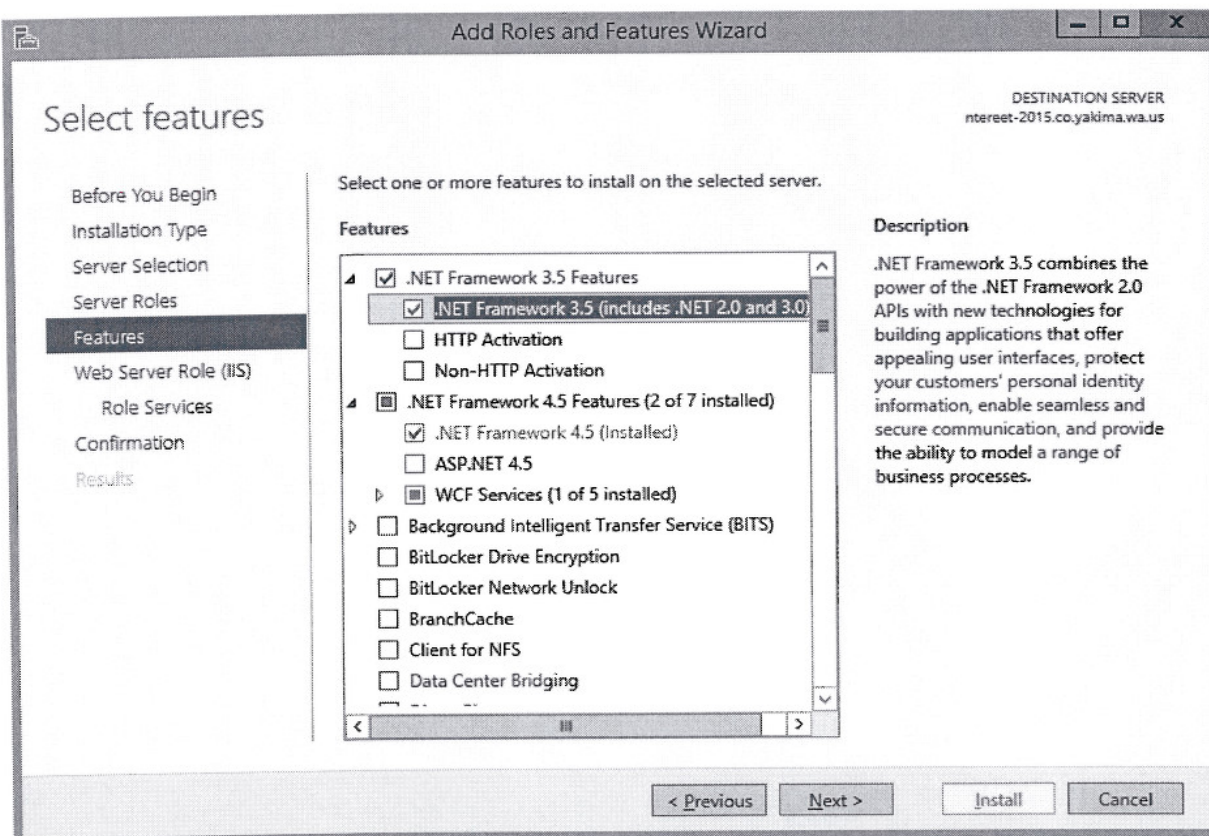 Add Roles and Features Wizard
Select features
DESTINATION SERVER
ntereet-2015.co.yakima.wa.us
Before You Begin
Installation Type
Server Selection
Server Roles
Features
Web Server Role (IIS)
Role Services
Confirmation
Results
Select one or more features to install on the selected server.
Features
.NET Framework 3.5 Features
.NET Framework 3.5 (includes .NET 2.0 and 3.0)
HTTP Activation
Non-HTTP Activation
.NET Framework 4.5 Features (2 of 7 installed)
.NET Framework 4.5 (Installed)
ASP.NET 4.5
WCF Services (1 of 5 installed)
Background Intelligent Transfer Service (BITS)
BitLocker Drive Encryption
BitLocker Network Unlock
BranchCache
Client for NFS
Data Center Bridging
Description
.NET Framework 3.5 combines the
power of the .NET Framework 2.0
APIs with new technologies for
building applications that offer
appealing user interfaces, protect
your customers' personal identity
information, enable seamless and
secure communication, and provide
the ability to model a range of
business processes.
< Previous
Next >
Install
Cancel